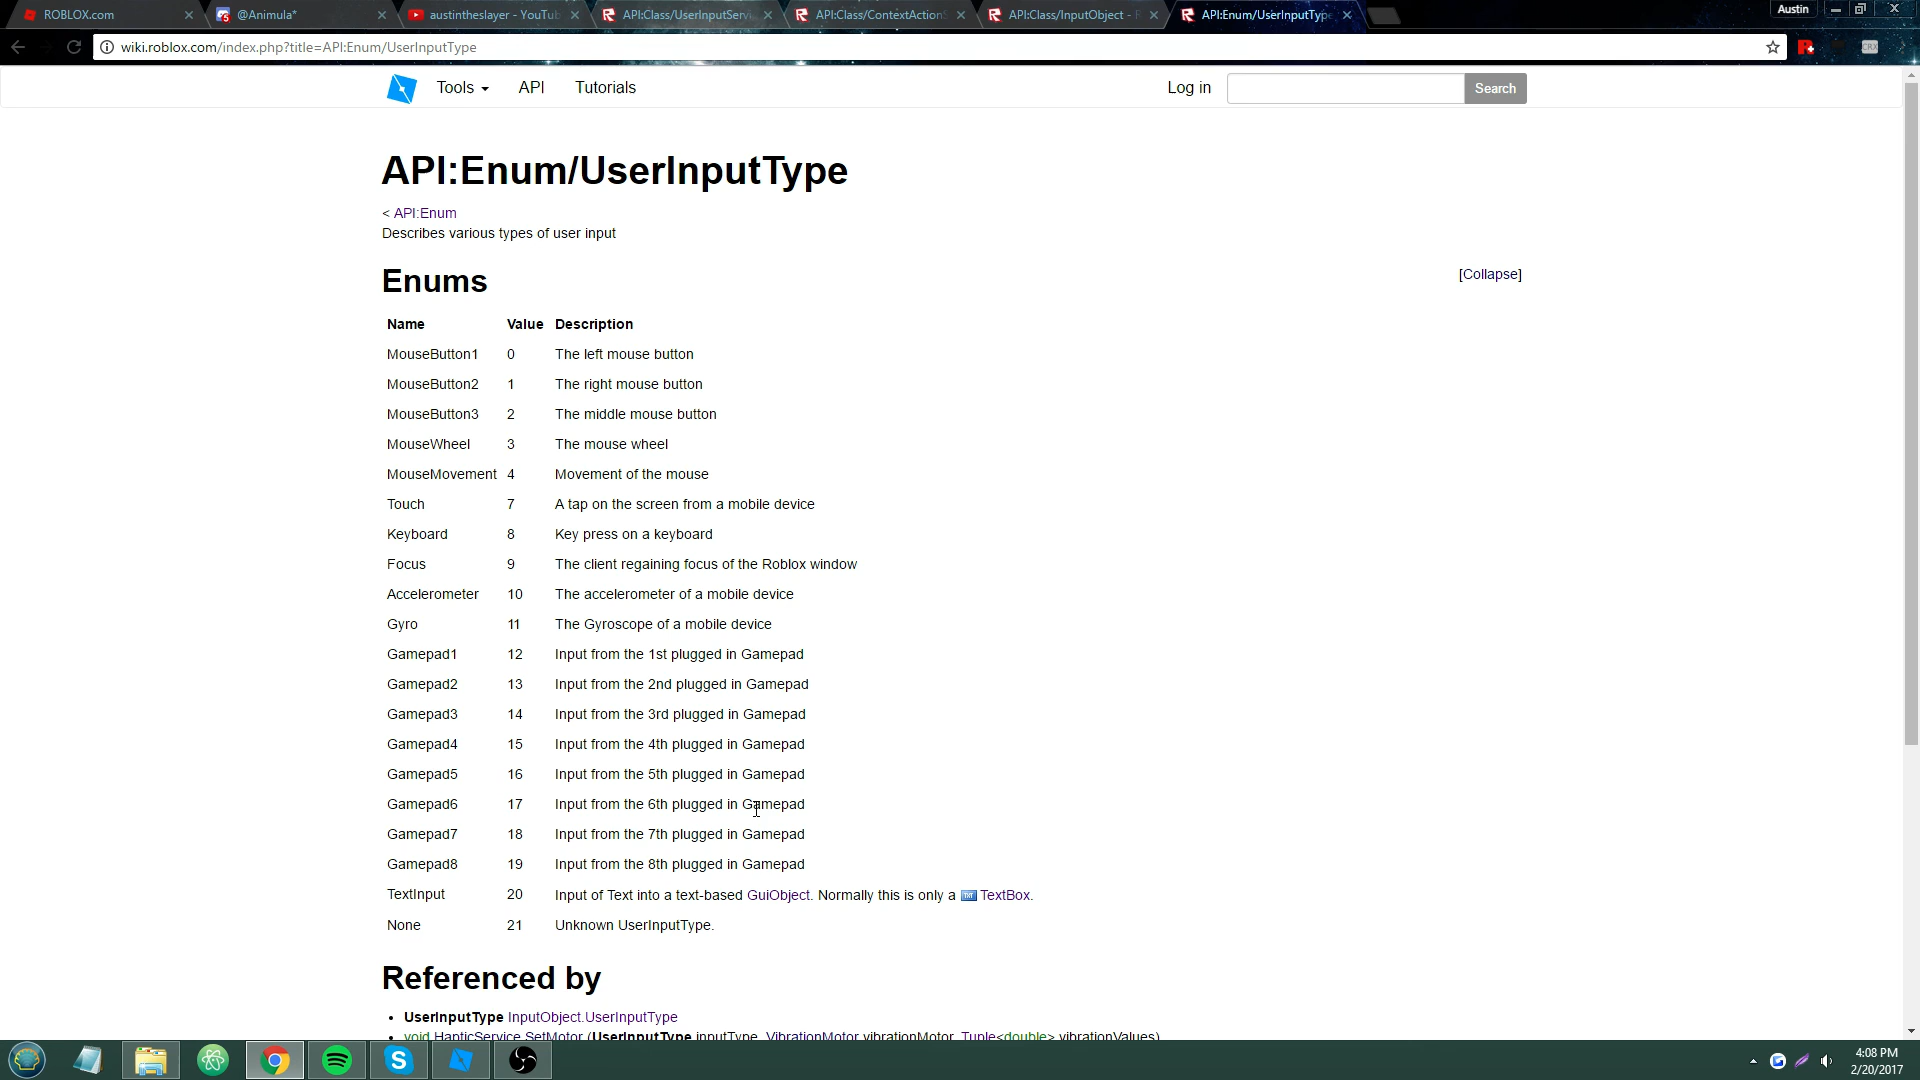 ROBLOX.com
@Animula*
austintheslayer - YouTub
API:Class/UserInputServi
API:Class/ContextAction
API:Class/InputObject - R
API:Enum/UserInputType
Austin
wiki.roblox.com/index.php?title=API:Enum/UserInputType
CRX
Tools
API
Tutorials
Log in
Search
API:Enum/UserInputType
< API:Enum
Describes various types of user input
Enums
[Collapse]
Name Value Description
MouseButton1 0 The left mouse button
MouseButton2 1 The right mouse button
MouseButton3 2 The middle mouse button
MouseWheel 3 The mouse wheel
MouseMovement 4 Movement of the mouse
Touch 7 A tap on the screen from a mobile device
Keyboard 8 Key press on a keyboard
Focus 9 The client regaining focus of the Roblox window
Accelerometer 10 The accelerometer of a mobile device
Gyro 11 The Gyroscope of a mobile device
Gamepad1 12 Input from the 1st plugged in Gamepad
Gamepad2 13 Input from the 2nd plugged in Gamepad
Gamepad3 14 Input from the 3rd plugged in Gamepad
Gamepad4 15 Input from the 4th plugged in Gamepad
Gamepad5 16 Input from the 5th plugged in Gamepad
Gamepad6 17 Input from the 6th plugged in Gamepad
Gamepad7 18 Input from the 7th plugged in Gamepad
Gamepad8 19 Input from the 8th plugged in Gamepad
TextInput 20 Input of Text into a text-based GuiObject. Normally this is only a TextBox.
None 21 Unknown UserInputType.
Referenced by
• UserInputType InputObject.UserInputType
• void HapticService.SetMotor (UserInputType inputType, VibrationMotor vibrationMotor, Tuple<double> vibrationValues)
4:08 PM
2/20/2017